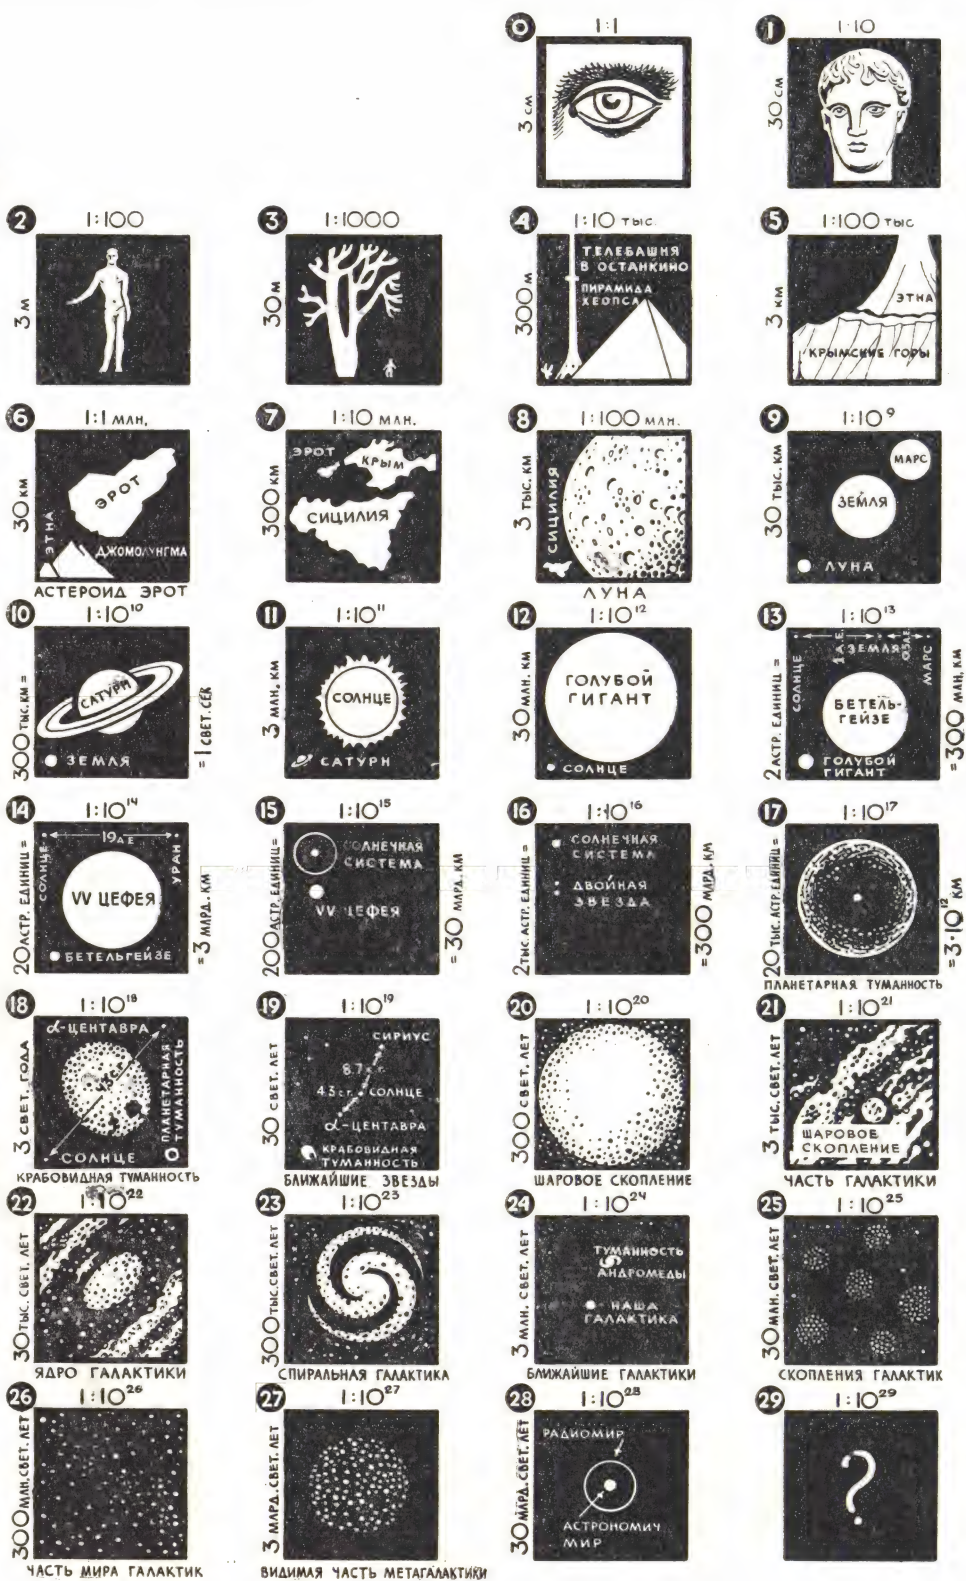 0
1:1
3 см
1
1:10
30 см
2
1:100
3 м
3
1:1000
30 м
4
1:10 тыс.
300 м
ТЕЛЕБАШНЯ
В ОСТАНКИНО
ПИРАМИДА
ХЕОПСА
5
1:100 тыс
3 км
ЭТНА
КРЫМСКИЕ ГОРЫ
6
1:1 млн.
30 км
ЭРОТ
ЭТНА
ДЖОМОЛУНГМА
АСТЕРОИД ЭРОТ
7
1:10 млн.
300 км
ЭРОТ
КРЫМ
СИЦИЛИЯ
8
1:100 млн.
3 тыс. км
СИЦИЛИЯ
ЛУНА
9
1:10⁹
30 тыс. км
МАРС
ЗЕМЛЯ
ЛУНА
10
1:10¹⁰
300 тыс. км =
САТУРН
ЗЕМЛЯ
= 1 СВЕТ. СЕК
11
1:10¹¹
3 млн. км
СОЛНЦЕ
САТУРН
12
1:10¹²
30 млн. км
ГОЛУБОЙ
ГИГАНТ
СОЛНЦЕ
13
1:10¹³
2 АСТР. ЕДИНИЦ =
СОЛНЦЕ
1 А.Е.
ЗЕМЛЯ
МАРС
БЕТЕЛЬ-
ГЕЙЗЕ
ГОЛУБОЙ
ГИГАНТ
=300 МЛН. КМ
14
1:10¹⁴
20 АСТР. ЕДИНИЦ =
СОЛНЦЕ
19 А Е
УРАН
VV ЦЕФЕЯ
БЕТЕЛЬГЕЙЗЕ
=3 МЛРД. КМ
15
1:10¹⁵
200 АСТР. ЕДИНИЦ=
СОЛНЕЧНАЯ
СИСТЕМА
VV ЦЕФЕЯ
=30 МЛРД. КМ
16
1:10¹⁶
2 ТЫС. АСТР. ЕДИНИЦ =
СОЛНЕЧНАЯ
СИСТЕМА
ДВОЙНАЯ
ЗВЕЗДА
=300 МЛРД. КМ
17
1:10¹⁷
20 ТЫС. АСТР. ЕДИНИЦ =
=3·10¹² КМ
ПЛАНЕТАРНАЯ ТУМАННОСТЬ
18
1:10¹⁸
3 СВЕТ. ГОДА
α-ЦЕНТАВРА
СОЛНЦЕ
ПЛАНЕТАРНАЯ
ТУМАННОСТЬ
КРАБОВИДНАЯ ТУМАННОСТЬ
19
1:10¹⁹
30 СВЕТ. ЛЕТ
СИРИУС
8.7 с.г.
4.3 с.г. СОЛНЦЕ
α-ЦЕНТАВРА
КРАБОВИДНАЯ
ТУМАННОСТЬ
БЛИЖАЙШИЕ ЗВЕЗДЫ
20
1:10²⁰
300 СВЕТ. ЛЕТ
ШАРОВОЕ СКОПЛЕНИЕ
21
1:10²¹
3 ТЫС. СВЕТ. ЛЕТ
ШАРОВОЕ
СКОПЛЕНИЕ
ЧАСТЬ ГАЛАКТИКИ
22
1:10²²
30 ТЫС. СВЕТ. ЛЕТ
ЯДРО ГАЛАКТИКИ
23
1:10²³
300 ТЫС. СВЕТ. ЛЕТ
СПИРАЛЬНАЯ ГАЛАКТИКА
24
1:10²⁴
3 МЛН. СВЕТ. ЛЕТ
ТУМАННОСТЬ
АНДРОМЕДЫ
НАША
ГАЛАКТИКА
БЛИЖАЙШИЕ ГАЛАКТИКИ
25
1:10²⁵
30 МЛН. СВЕТ. ЛЕТ
СКОПЛЕНИЯ ГАЛАКТИК
26
1:10²⁶
300 МЛН. СВЕТ. ЛЕТ
ЧАСТЬ МИРА ГАЛАКТИК
27
1:10²⁷
3 МЛРД. СВЕТ. ЛЕТ
ВИДИМАЯ ЧАСТЬ МЕТАГАЛАКТИКИ
28
1:10²⁸
30 МЛРД. СВЕТ. ЛЕТ
РАДИОМИР
АСТРОНОМИЧ
МИР
29
1:10²⁹
?